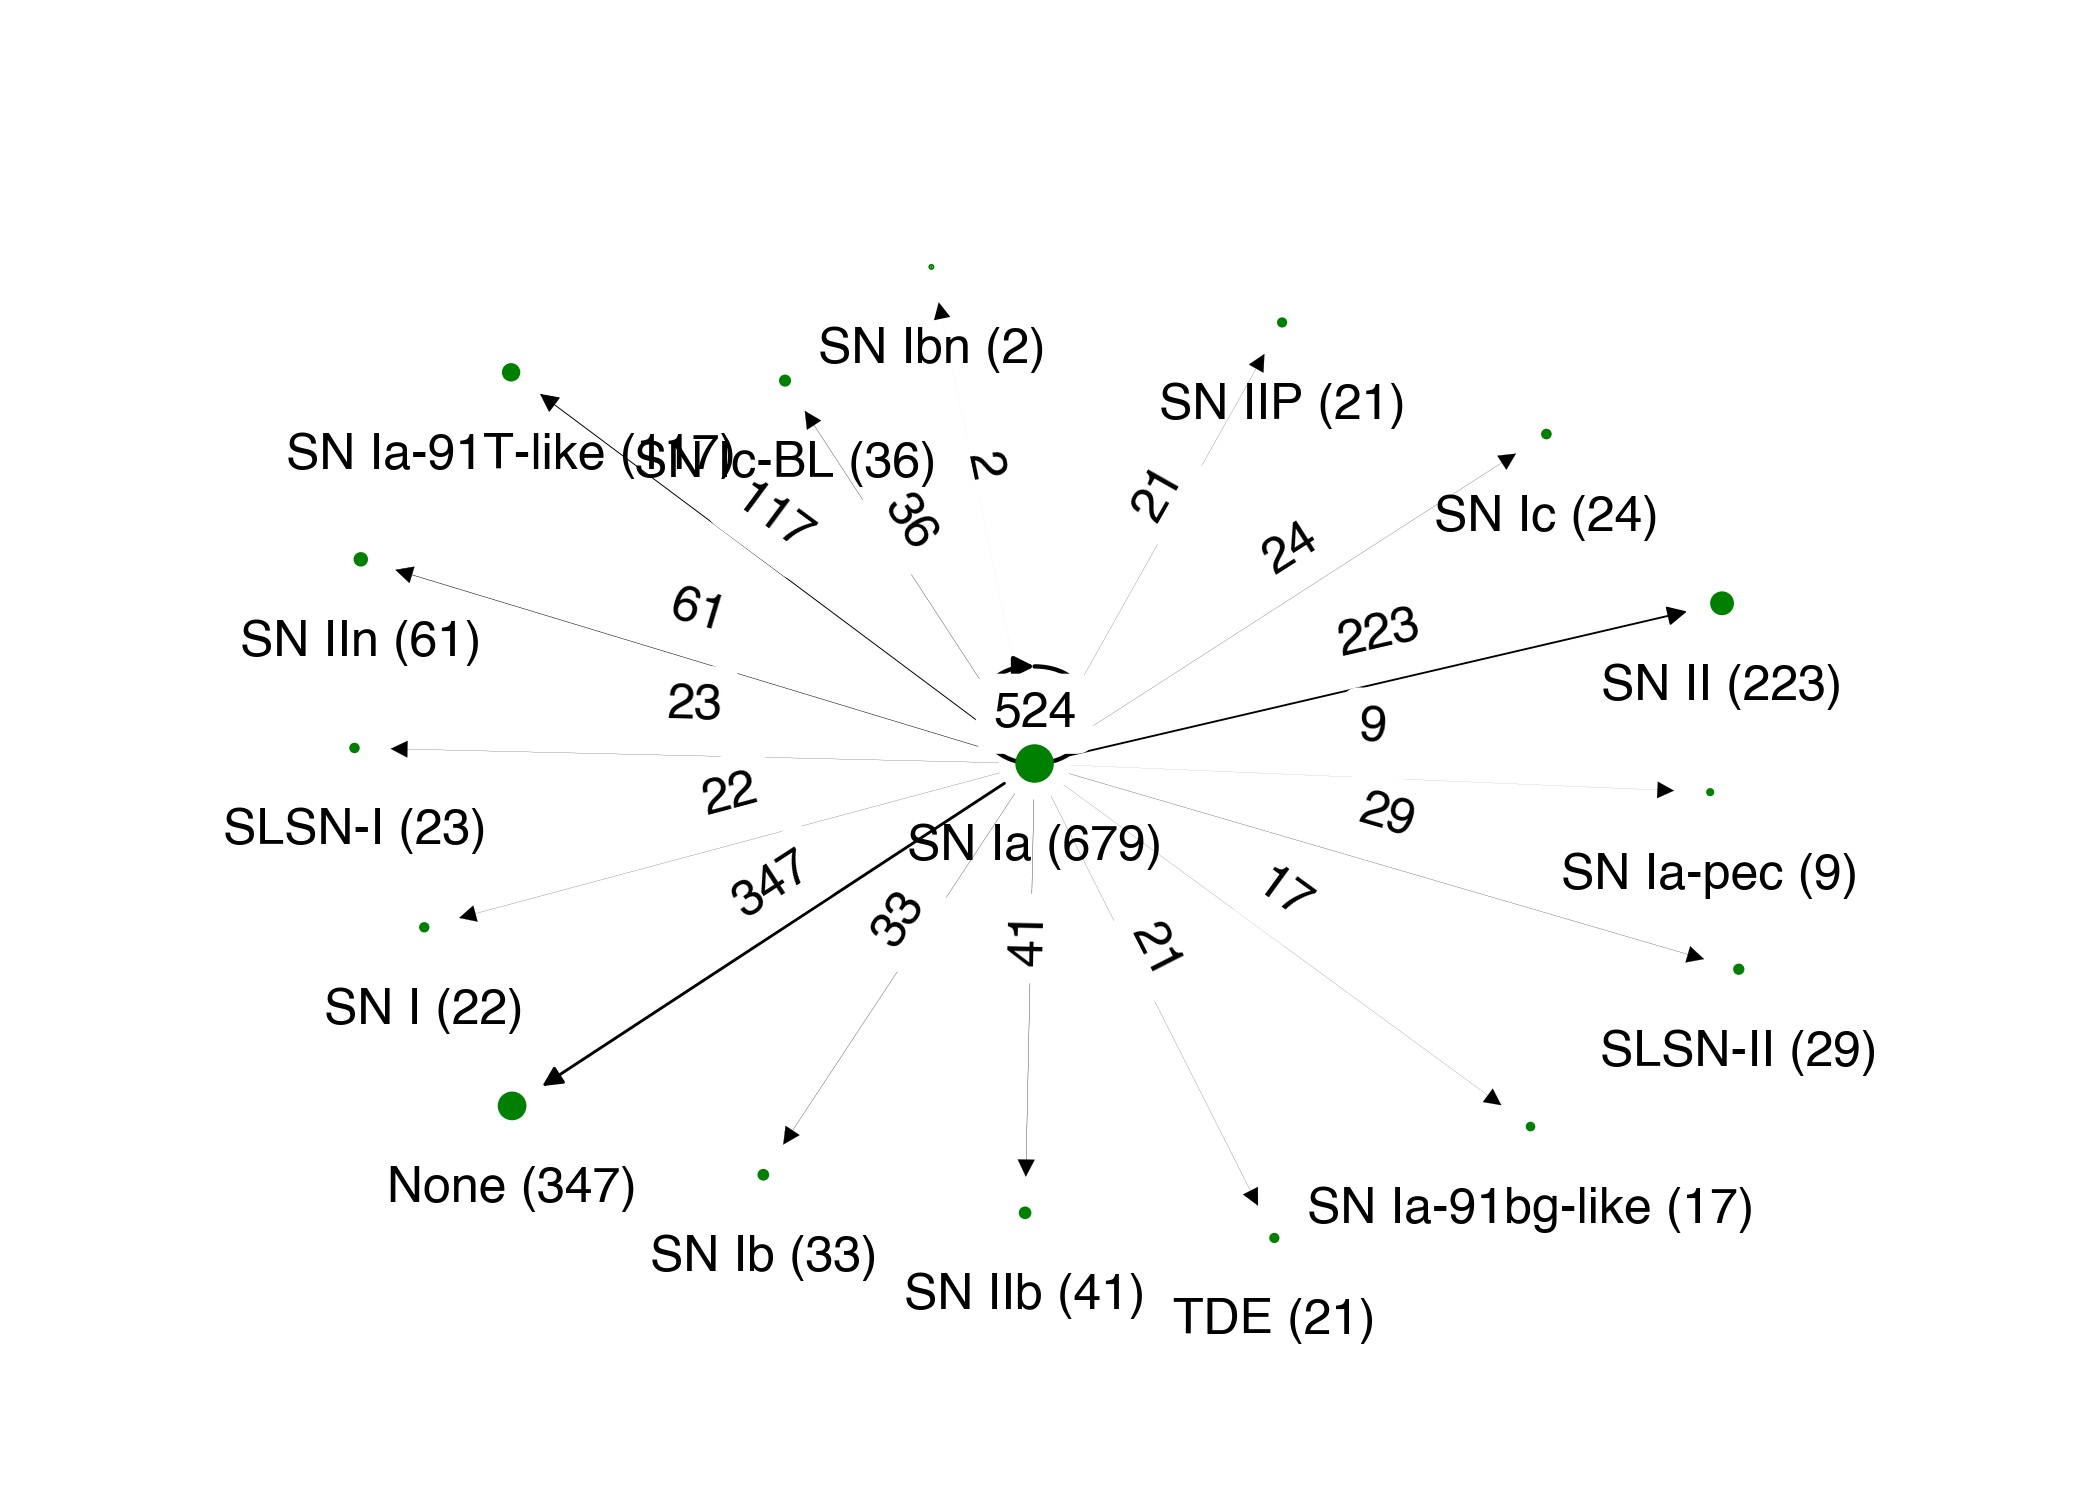 SN Ibn (2)
SN IIP (21)
SN Ia-91T-like (117)
SN Ic-BL (36)
2
21
117
36
24
SN Ic (24)
61
223
SN IIn (61)
SN II (223)
23
524
9
22
29
SLSN-I (23)
SN Ia (679)
347
17
SN Ia-pec (9)
33
41
21
SN I (22)
SLSN-II (29)
None (347)
SN Ia-91bg-like (17)
SN Ib (33)
SN IIb (41)
TDE (21)